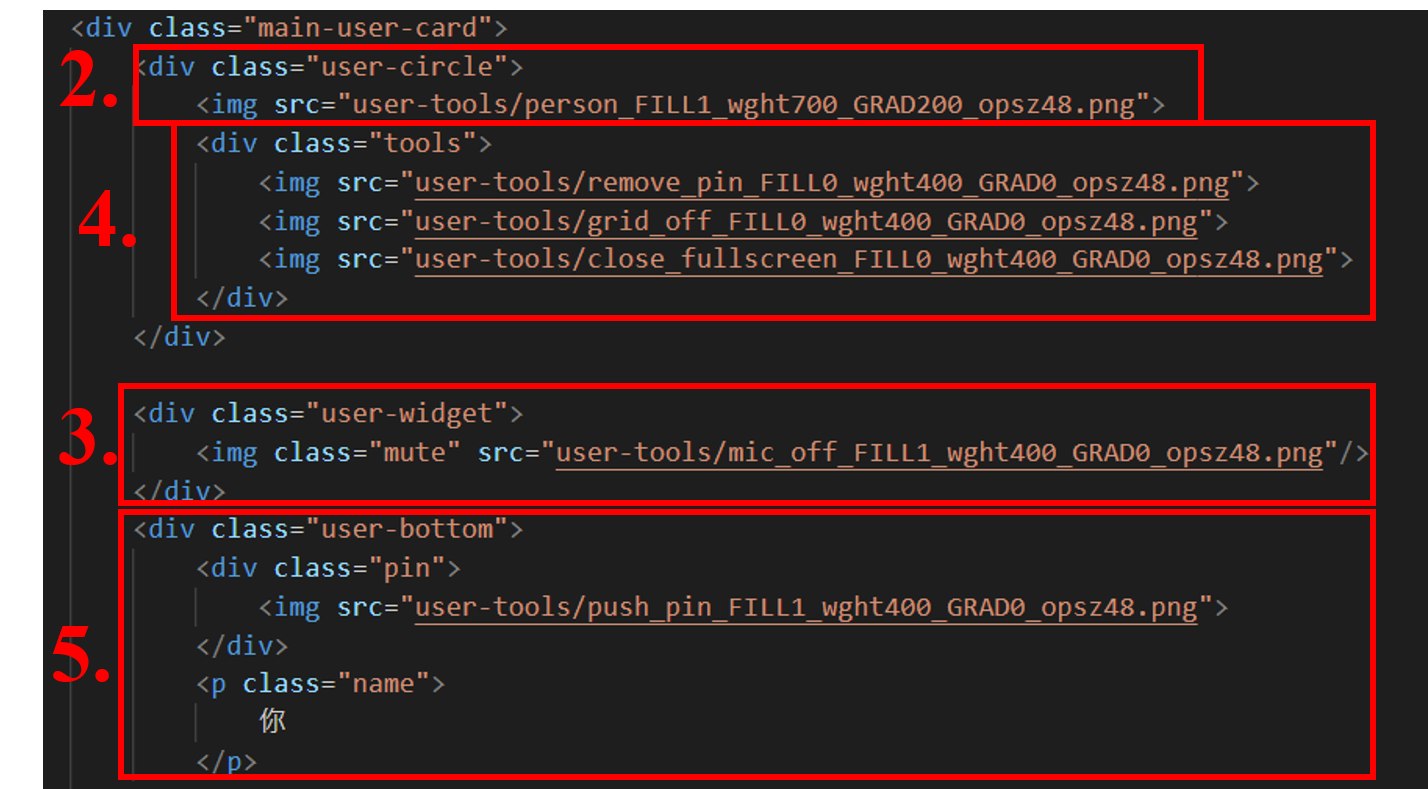 <div class="main-user-card">
2. <div class="user-circle">
<img src="user-tools/person_FILL1_wght700_GRAD200_opsz48.png">
<div class="tools">
<img src="user-tools/remove_pin_FILL0_wght400_GRAD0_opsz48.png">
4. <img src="user-tools/grid_off_FILL0_wght400_GRAD0_opsz48.png">
<img src="user-tools/close_fullscreen_FILL0_wght400_GRAD0_opsz48.png">
</div>
</div>
<div class="user-widget">
3. <img class="mute" src="user-tools/mic_off_FILL1_wght400_GRAD0_opsz48.png"/>
</div>
<div class="user-bottom">
<div class="pin">
<img src="user-tools/push_pin_FILL1_wght400_GRAD0_opsz48.png">
</div>
5. <p class="name">
你
</p>